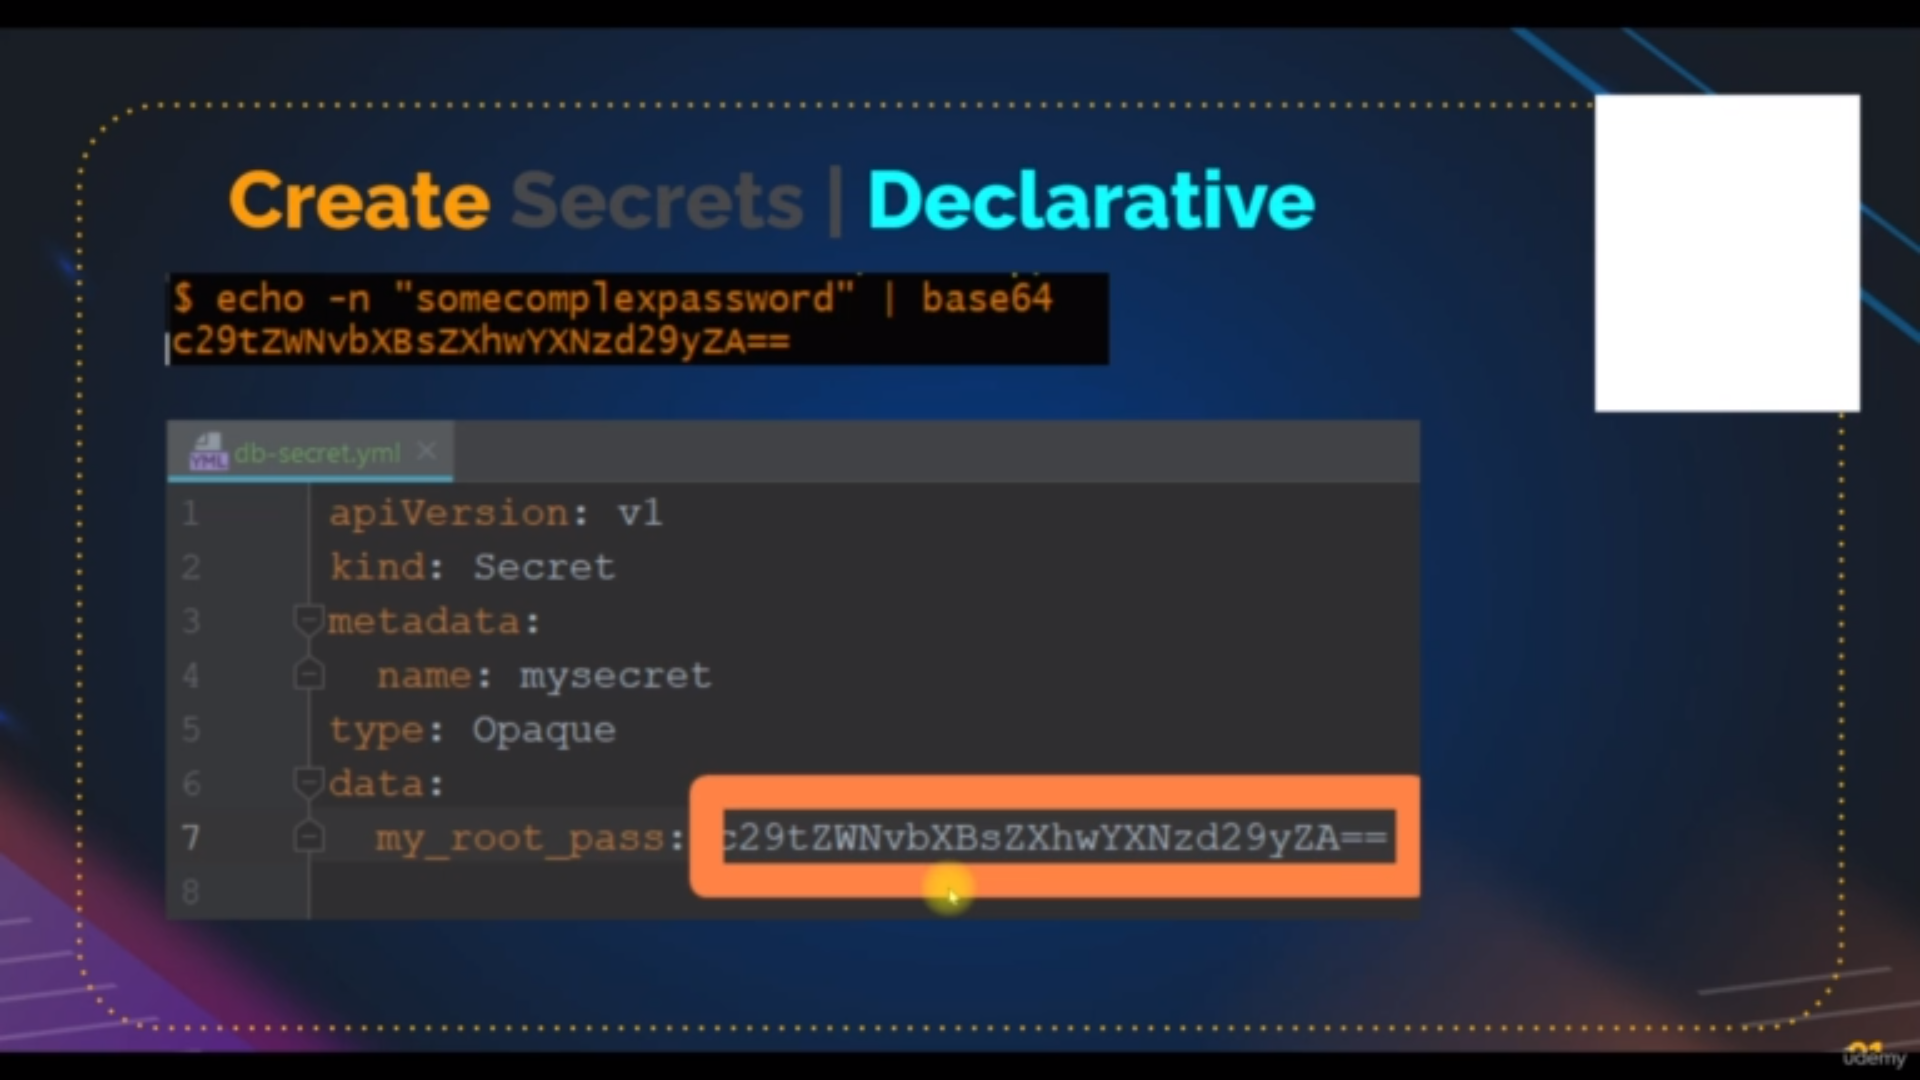 Create Secrets | Declarative
$ echo -n "somecomplexpassword" | base64
c29tZWNvbXBsZXhwYXNzd29yZA==
YML db-secret.yml ×
1 apiVersion: v1
2 kind: Secret
3 metadata:
4 name: mysecret
5 type: Opaque
6 data:
7 my_root_pass: c29tZWNvbXBsZXhwYXNzd29yZA==
8
udemy